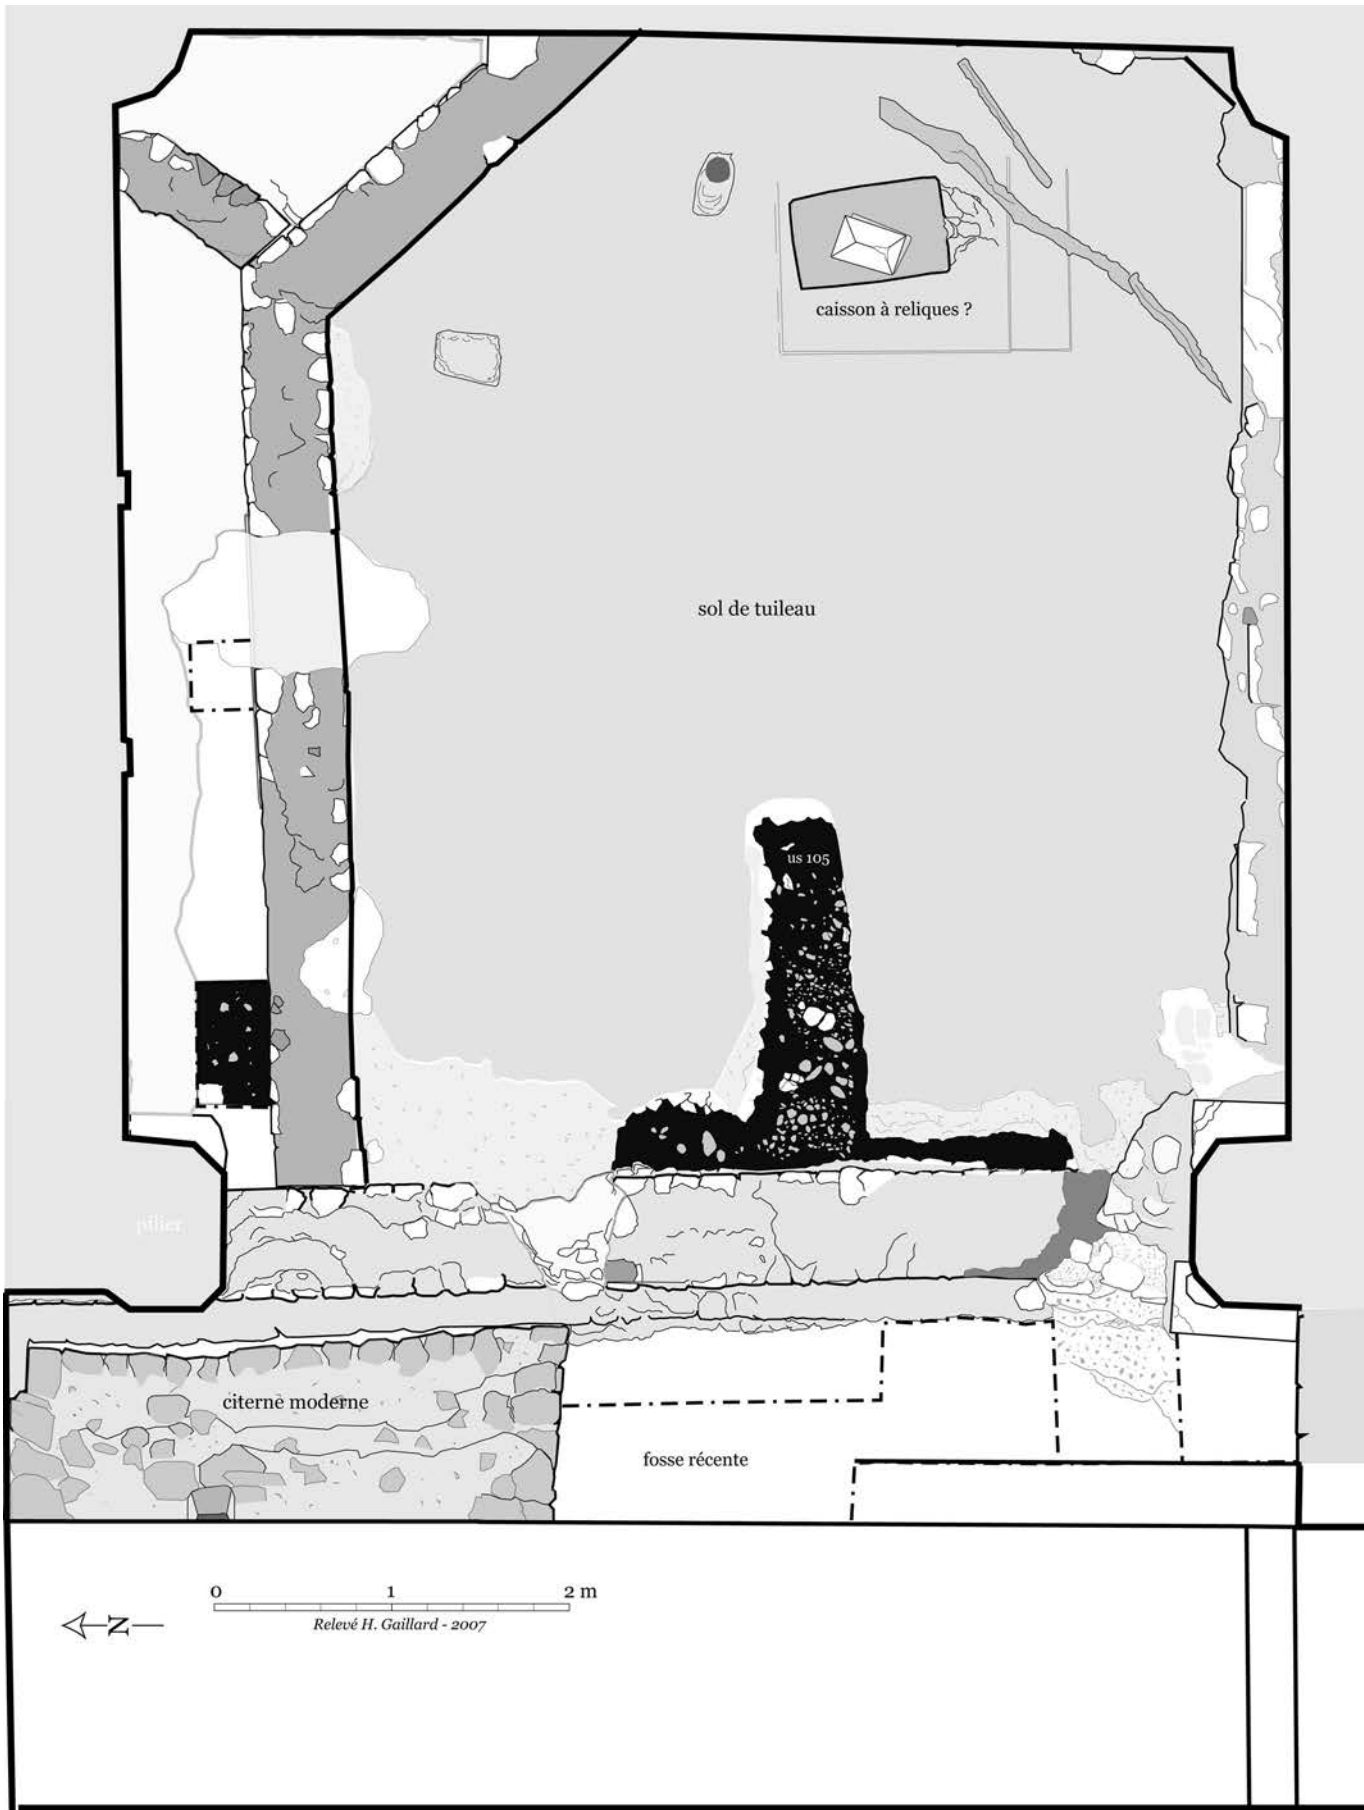 caisson à reliques ?
sol de tuileau
us 105
pilier
citerne moderne
fosse récente
0 1 2 m
N
Relevé H. Gaillard - 2007